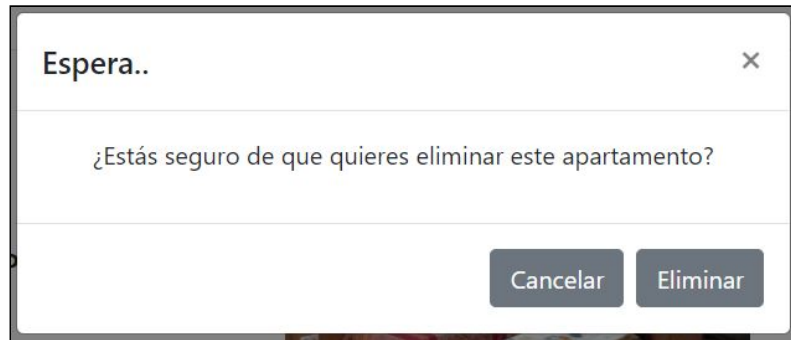 Espera..
×
¿Estás seguro de que quieres eliminar este apartamento?
Cancelar
Eliminar